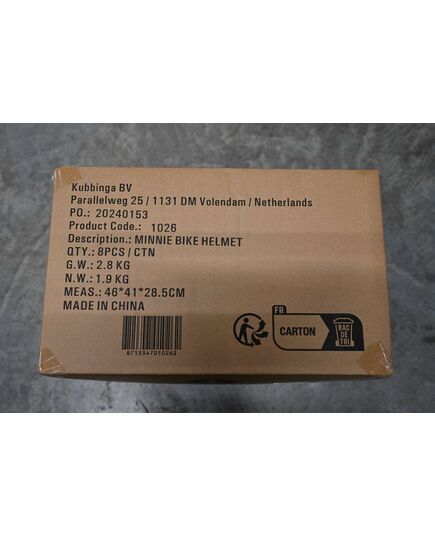 Kubbinga BV
Parallelweg 25 / 1131 DM Volendam / Netherlands
PO.: 20240153
Product Code.: 1026
Description.: MINNIE BIKE HELMET
QTY.: 8PCS / CTN
G.W.: 2.8 KG
N.W.: 1.9 KG
MEAS.: 46*41*28.5CM
MADE IN CHINA
8715347010262
FR
CARTON
BAC
DE
TRI